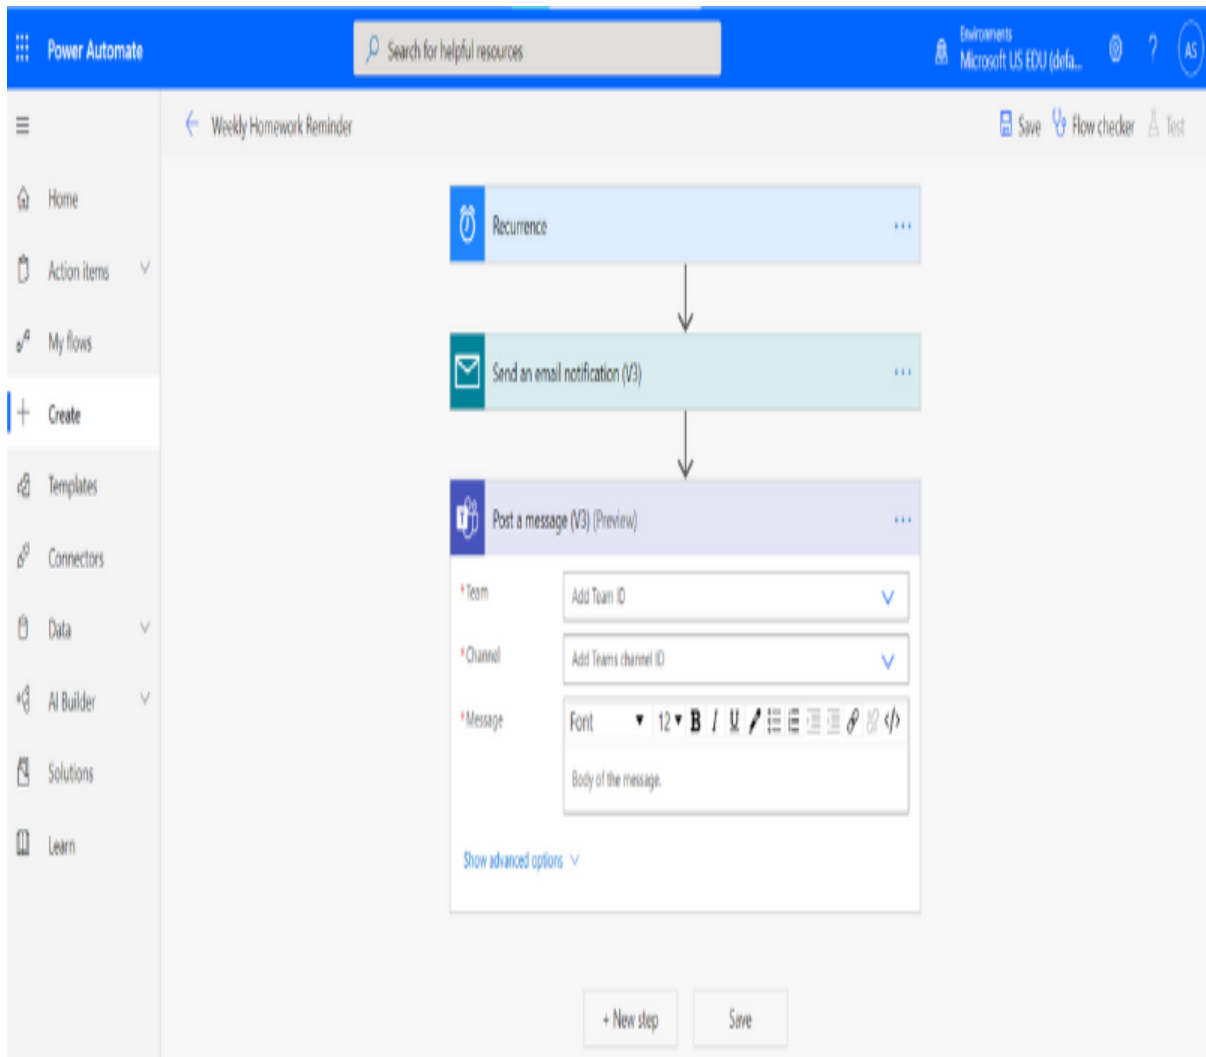 Power Automate
Search for helpful resources
Environments
Microsoft US EDU (defa...
?
AS
Weekly Homework Reminder
Save
Flow checker
Test
Home
Action items
My flows
Create
Templates
Connectors
Data
AI Builder
Solutions
Learn
Recurrence
Send an email notification (V3)
Post a message (V3) (Preview)
*Team
Add Team ID
*Channel
Add Teams channel ID
*Message
Font 12 B I U </>
Body of the message.
Show advanced options
+ New step
Save